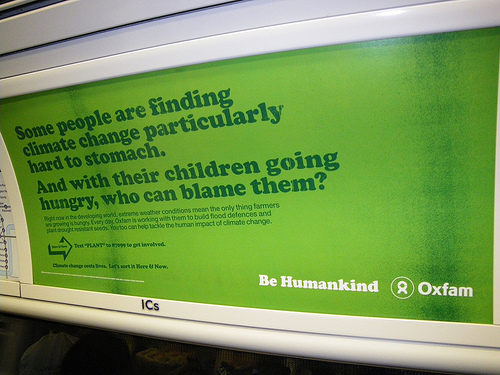 Some people are finding
climate change particularly
hard to stomach.
And with their children going
hungry, who can blame them?
Right now in the developing world, extreme weather conditions mean the only thing farmers
are growing is hungry. Every day, Oxfam is working with them to build flood defences and
plant drought resistant seeds. You too can help tackle the human impact of climate change.
Text "PLANT" to 87099 to get involved.
Climate change costs lives. Let's sort it Here & Now.
Be Humankind Oxfam
ICs